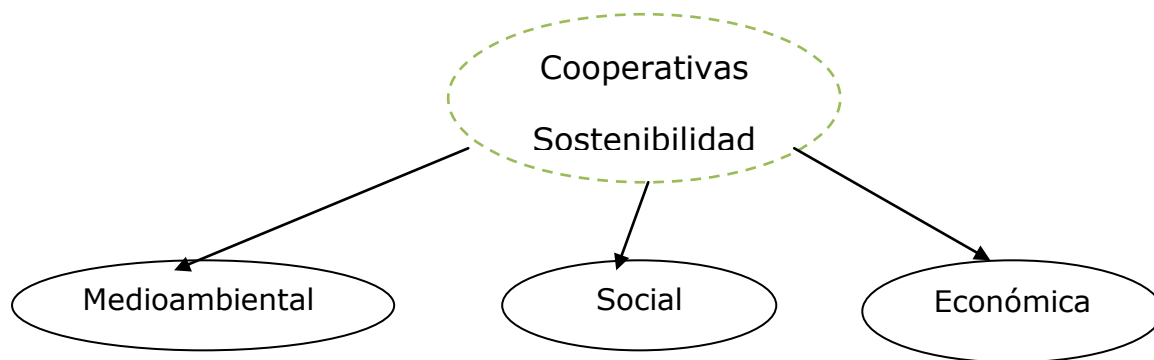 Cooperativas
Sostenibilidad
Medioambiental
Social
Económica